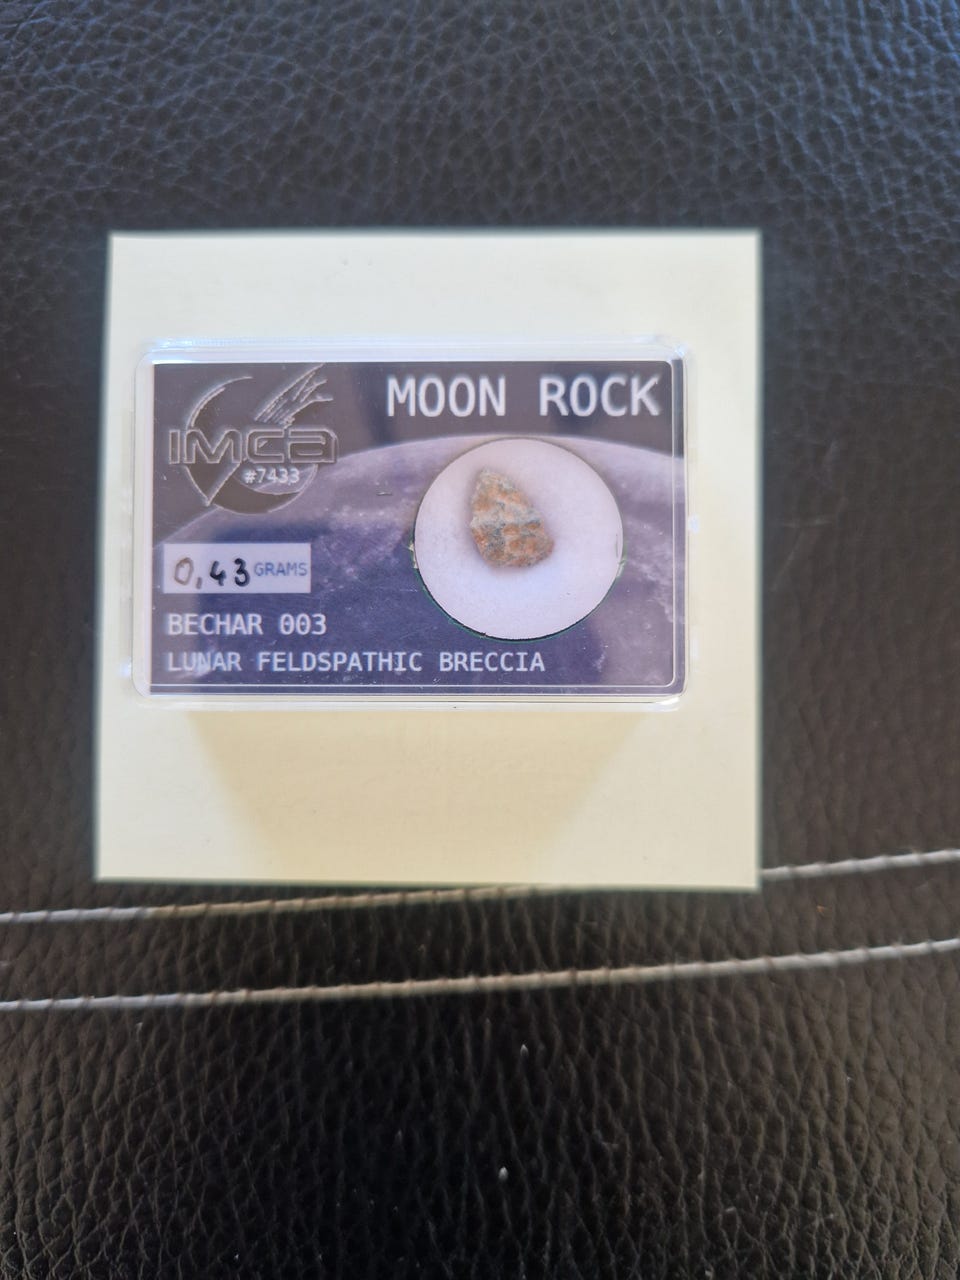 MOON ROCK
IMCA
#7433
0,43 GRAMS
BECHAR 003
LUNAR FELDSPATHIC BRECCIA